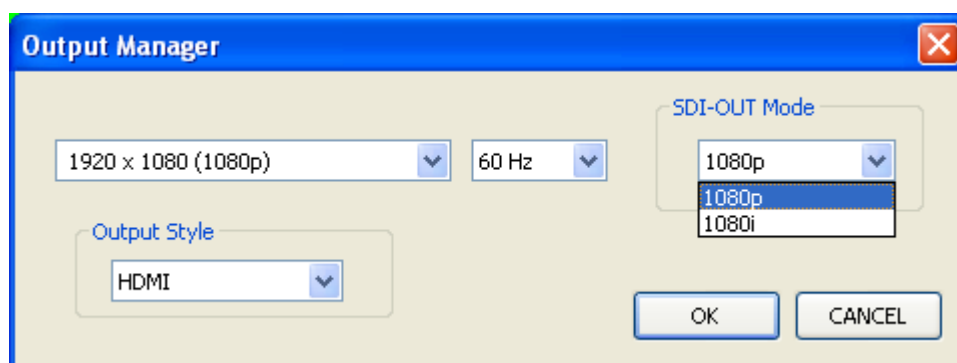 Output Manager
SDI-OUT Mode
1920 x 1080 (1080p)
60 Hz
1080p
1080p
1080i
Output Style
HDMI
OK
CANCEL